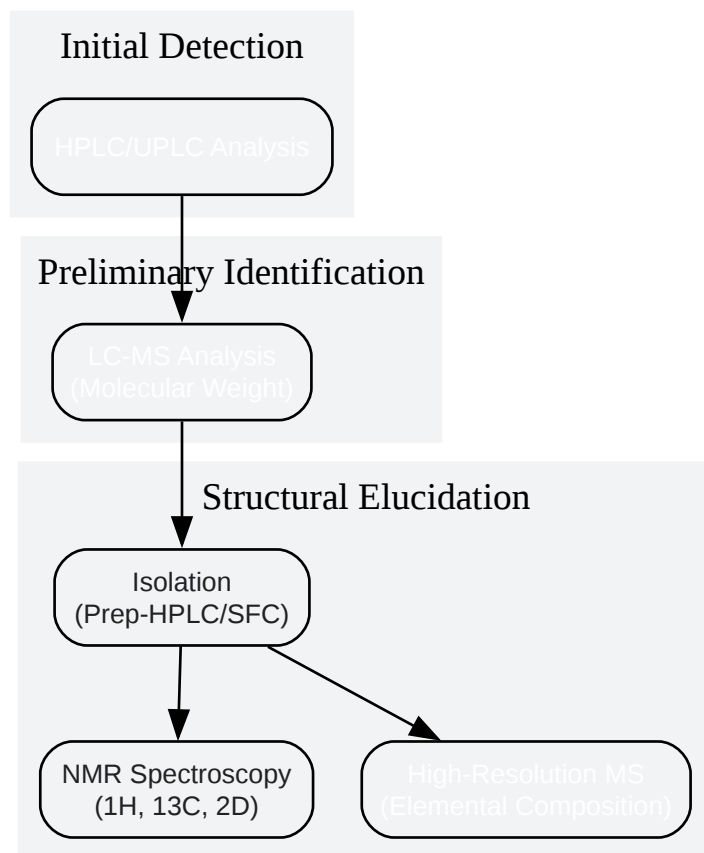 Initial Detection
HPLC/UPLC Analysis
Preliminary Identification
LC-MS Analysis
(Molecular Weight)
Structural Elucidation
Isolation
(Prep-HPLC/SFC)
NMR Spectroscopy
(1H, 13C, 2D)
High-Resolution MS
(Elemental Composition)